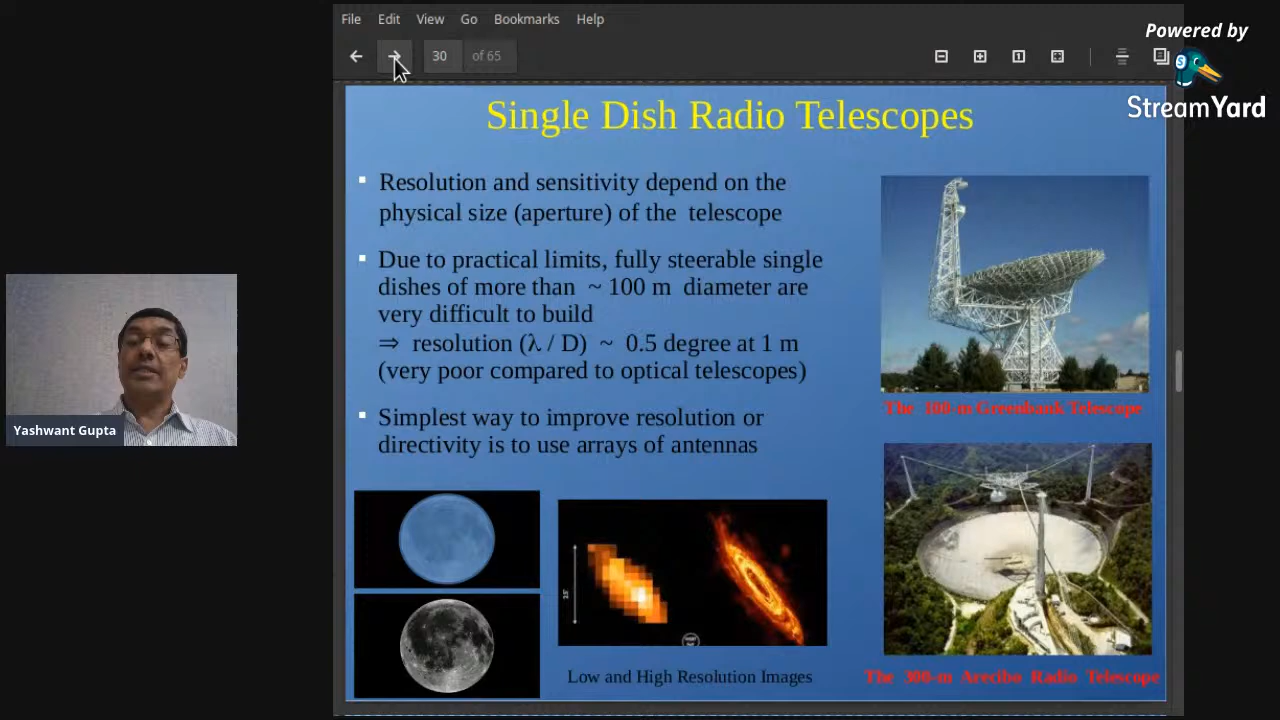 File Edit View Go Bookmarks Help
30 of 65
Powered by
StreamYard
Single Dish Radio Telescopes
Resolution and sensitivity depend on the
physical size (aperture) of the telescope
Due to practical limits, fully steerable single
dishes of more than ~ 100 m diameter are
very difficult to build
⇒ resolution (λ / D) ~ 0.5 degree at 1 m
(very poor compared to optical telescopes)
Simplest way to improve resolution or
directivity is to use arrays of antennas
The 100-m Greenbank Telescope
Yashwant Gupta
Low and High Resolution Images
The 300-m Arecibo Radio Telescope